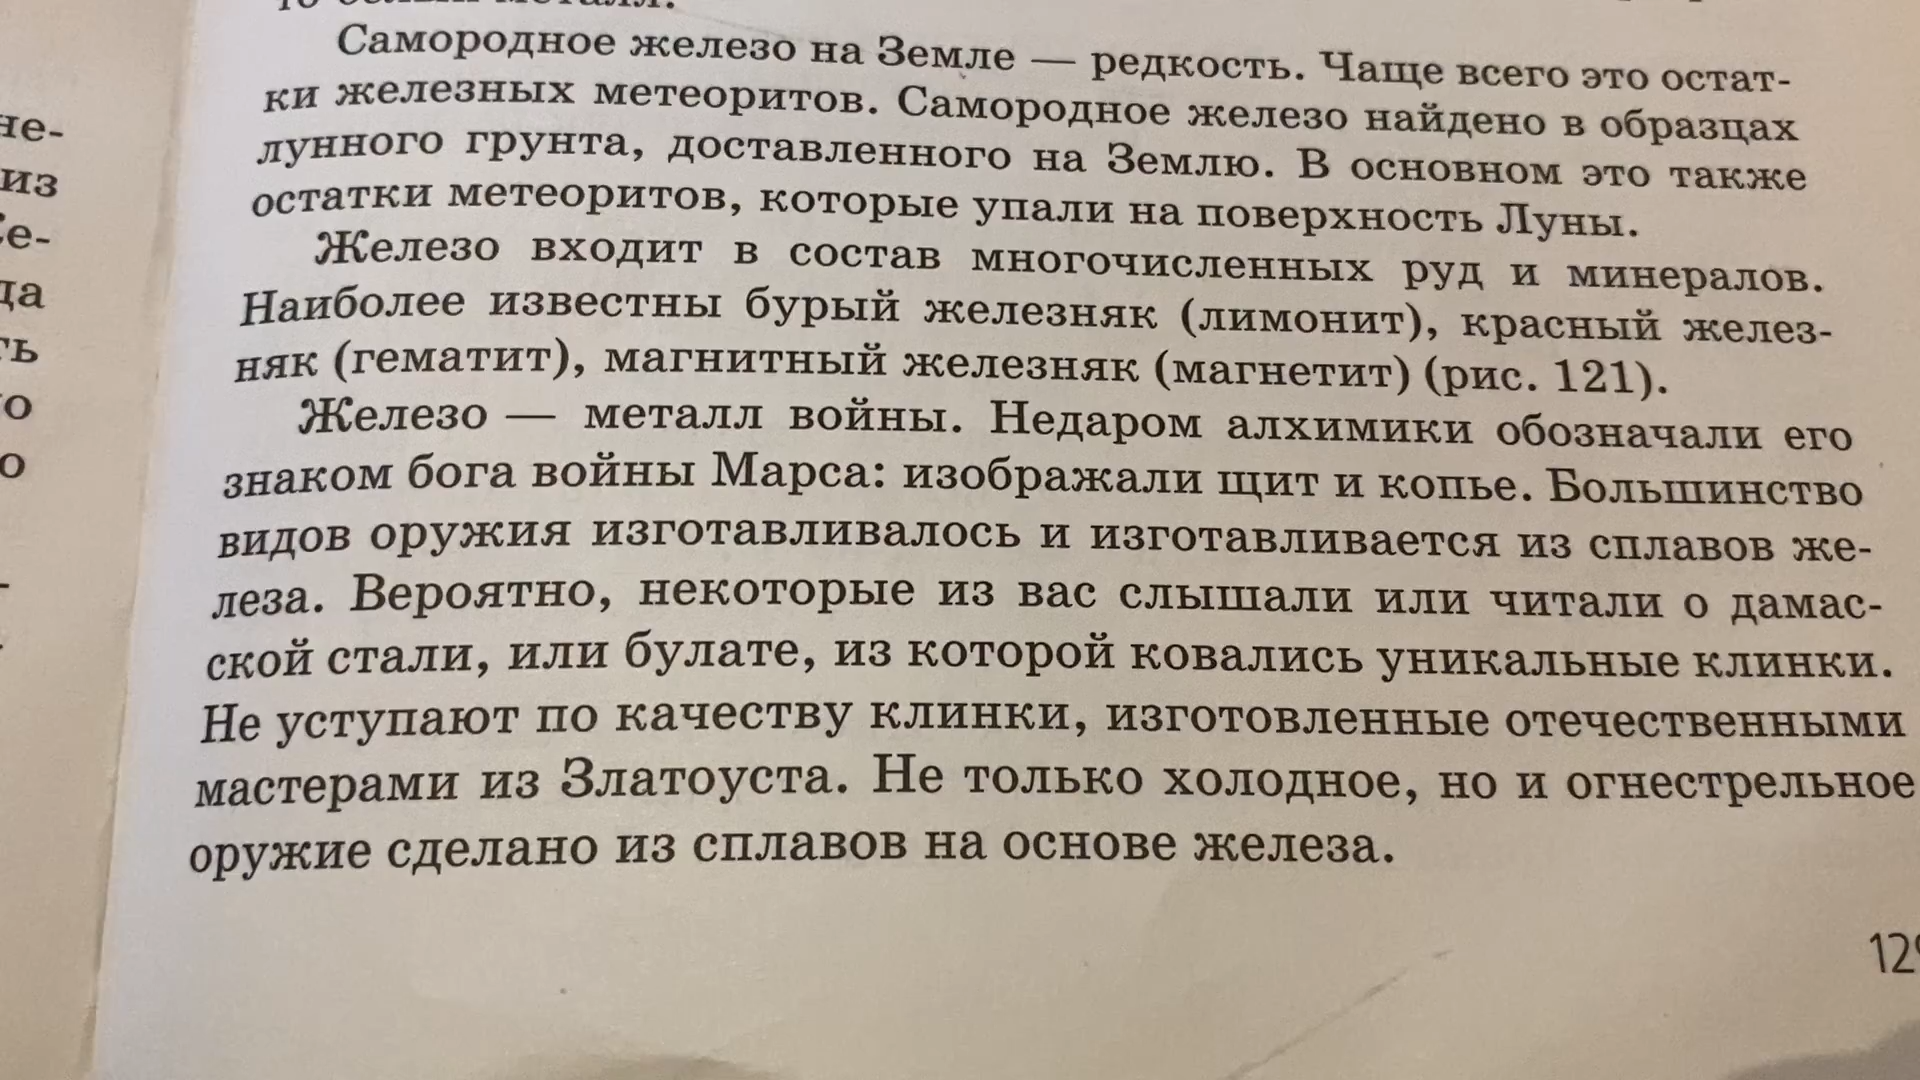 Самородное железо на Земле — редкость. Чаще всего это остат-
ки железных метеоритов. Самородное железо найдено в образцах
лунного грунта, доставленного на Землю. В основном это также
остатки метеоритов, которые упали на поверхность Луны.
Железо входит в состав многочисленных руд и минералов.
Наиболее известны бурый железняк (лимонит), красный желез-
няк (гематит), магнитный железняк (магнетит) (рис. 121).
Железо — металл войны. Недаром алхимики обозначали его
знаком бога войны Марса: изображали щит и копье. Большинство
видов оружия изготавливалось и изготавливается из сплавов же-
леза. Вероятно, некоторые из вас слышали или читали о дамас-
ской стали, или булате, из которой ковались уникальные клинки.
Не уступают по качеству клинки, изготовленные отечественными
мастерами из Златоуста. Не только холодное, но и огнестрельное
оружие сделано из сплавов на основе железа.